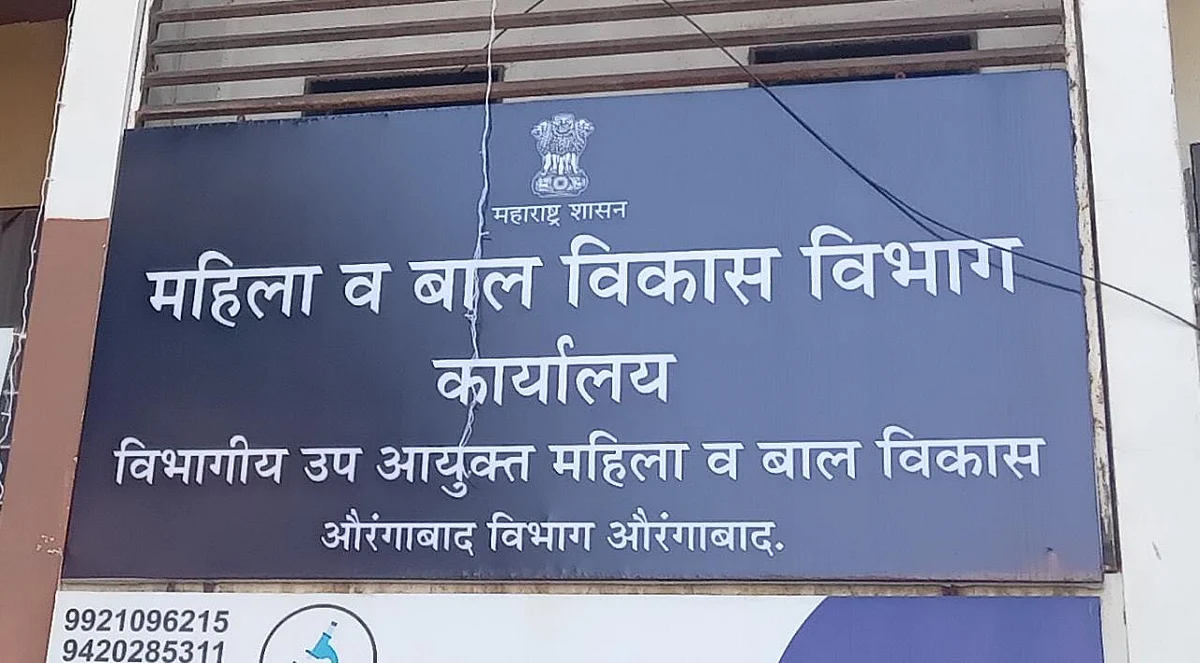 महाराष्ट्र शासन
महिला व बाल विकास विभाग
कार्यालय
विभागीय उप आयुक्त महिला व बाल विकास
औरंगाबाद विभाग औरंगाबाद.
9921096215
9420285311